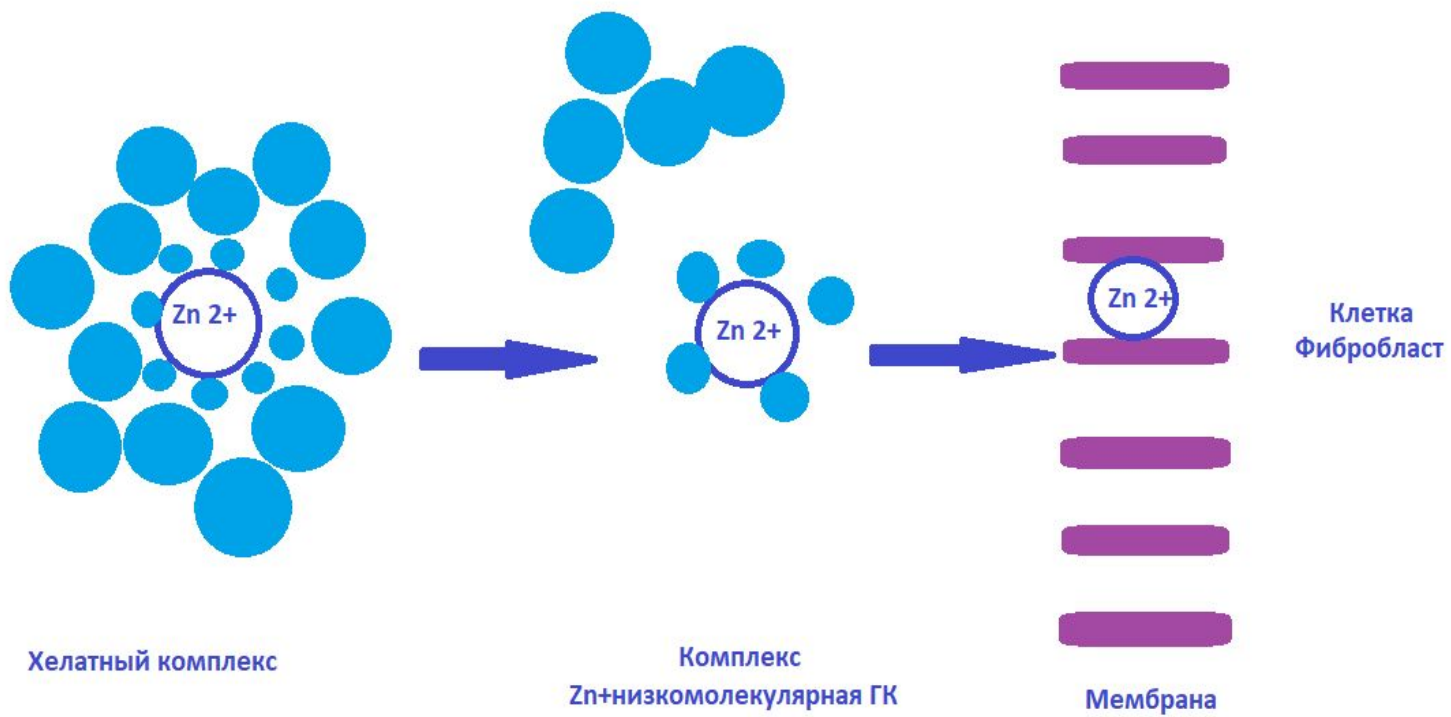 Zn 2+
Zn 2+
Zn 2+
Клетка
Фибробласт
Хелатный комплекс
Комплекс
Zn+низкомолекулярная ГК
Мембрана